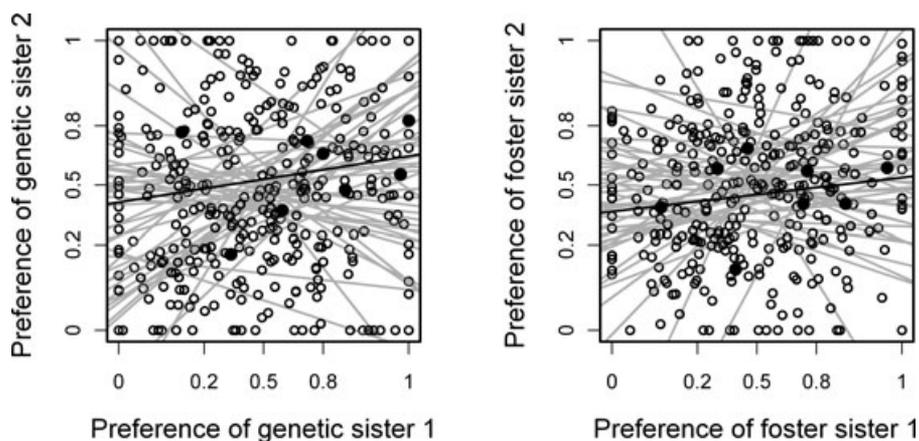 Preference of genetic sister 2
1
0.8
0.5
0.2
0
0 0.2 0.5 0.8 1
Preference of genetic sister 1
Preference of foster sister 2
1
0.8
0.5
0.2
0
0 0.2 0.5 0.8 1
Preference of foster sister 1